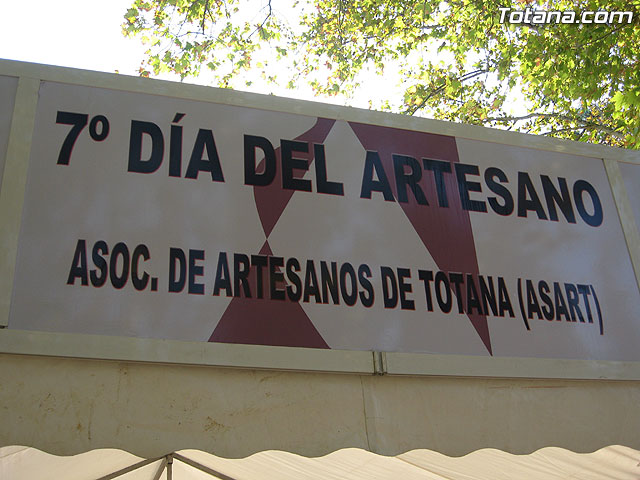 Totana.com
7º DÍA DEL ARTESANO
ASOC. DE ARTESANOS DE TOTANA (ASART)